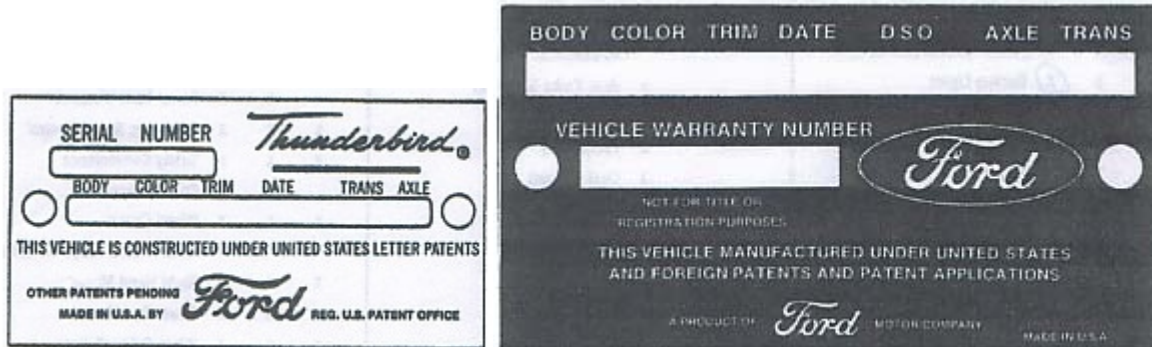 SERIAL NUMBER Thunderbird®
BODY COLOR TRIM DATE TRANS AXLE
THIS VEHICLE IS CONSTRUCTED UNDER UNITED STATES LETTER PATENTS
OTHER PATENTS PENDING
MADE IN U.S.A. BY Ford REG. U.S. PATENT OFFICE
BODY COLOR TRIM DATE DSO AXLE TRANS
VEHICLE WARRANTY NUMBER
Ford
NOT FOR TITLE OR
REGISTRATION PURPOSES
THIS VEHICLE MANUFACTURED UNDER UNITED STATES
AND FOREIGN PATENTS AND PATENT APPLICATIONS
A PRODUCT OF Ford MOTOR COMPANY
MADE IN U.S.A